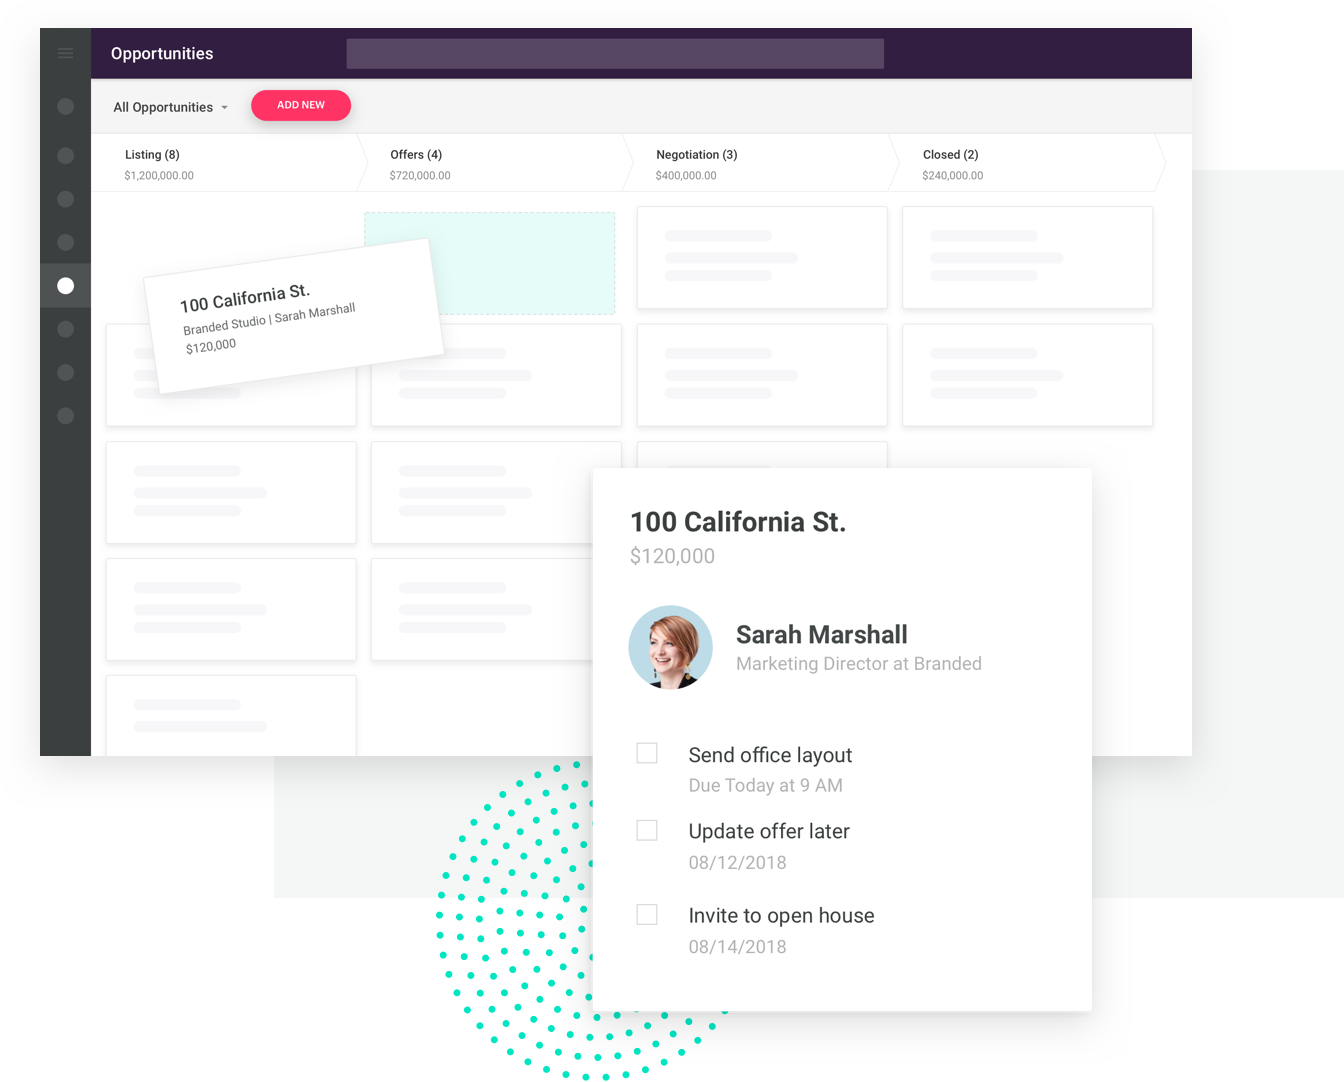 Opportunities
All Opportunities
ADD NEW
Listing (8)
$1,200,000.00
Offers (4)
$720,000.00
Negotiation (3)
$400,000.00
Closed (2)
$240,000.00
100 California St.
Branded Studio | Sarah Marshall
$120,000
100 California St.
$120,000
Sarah Marshall
Marketing Director at Branded
Send office layout
Due Today at 9 AM
Update offer later
08/12/2018
Invite to open house
08/14/2018